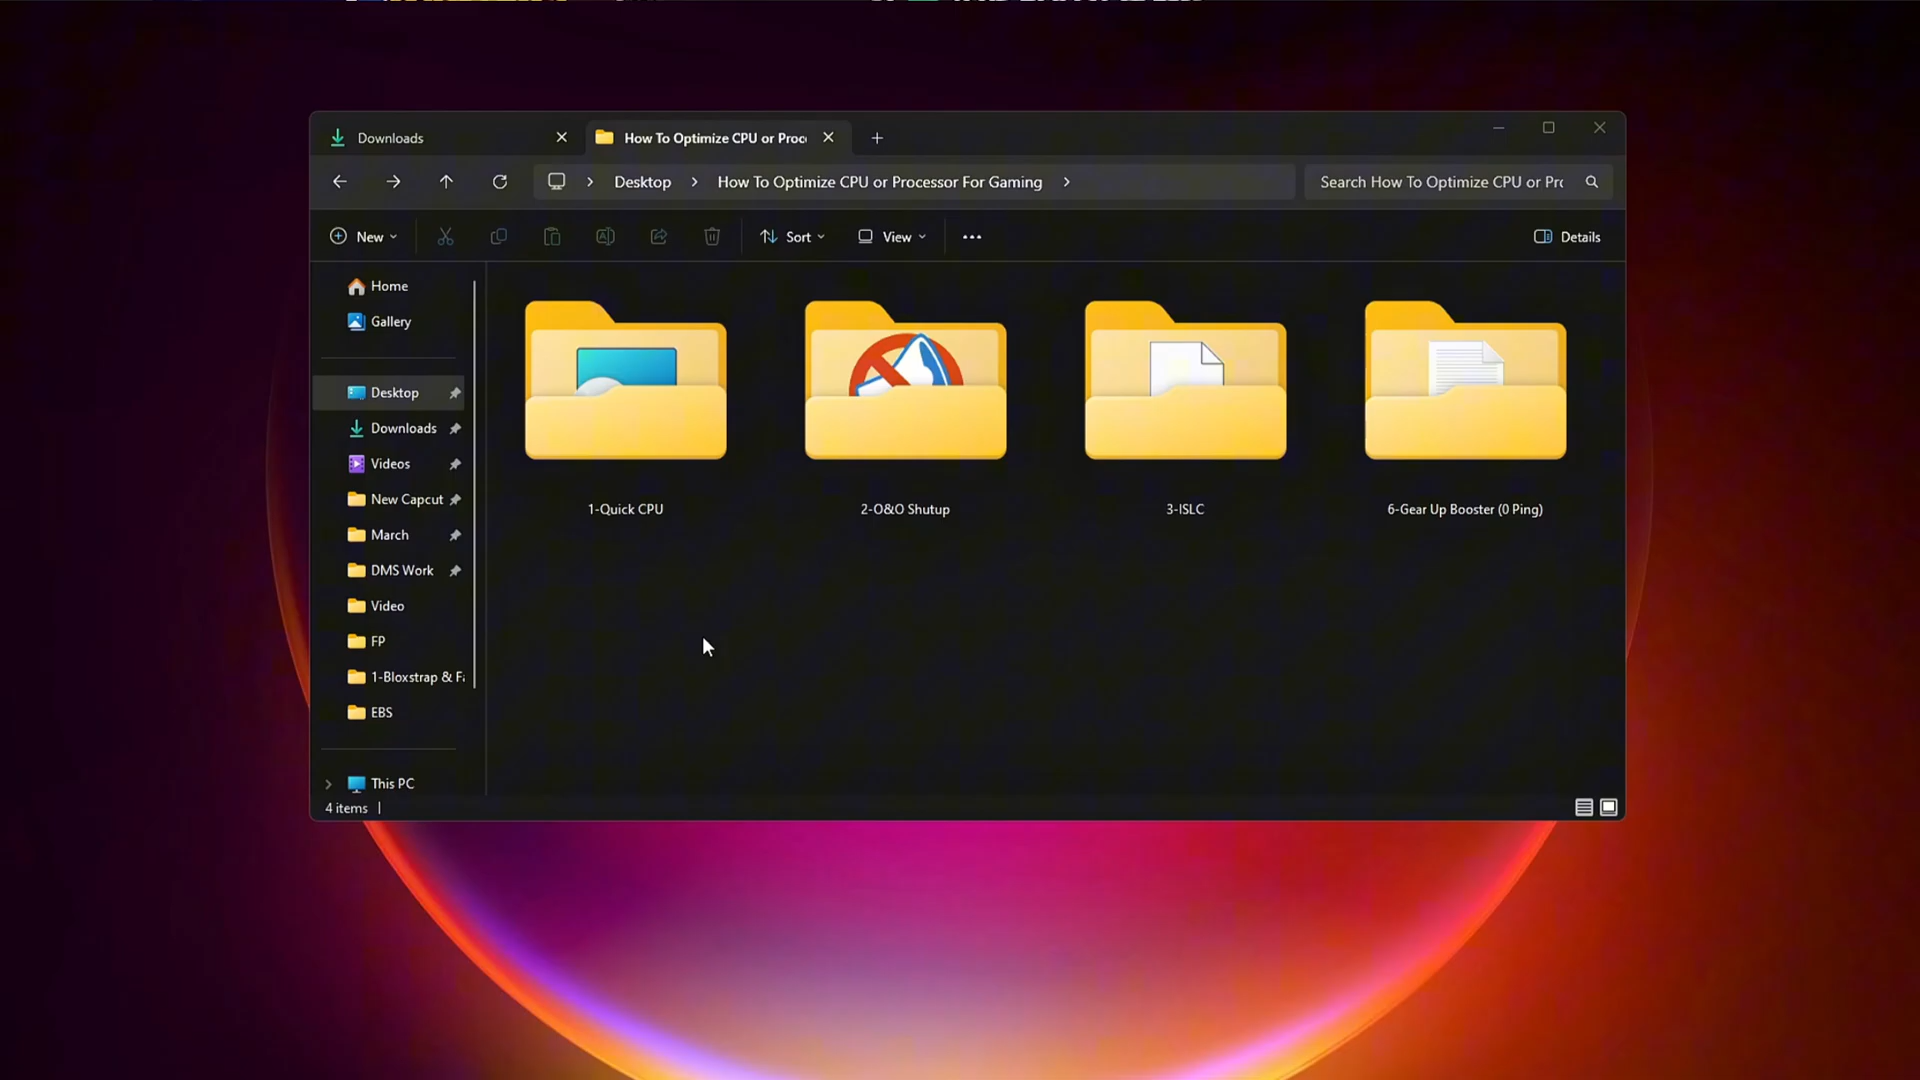 Downloads
How To Optimize CPU or Proc
Desktop
How To Optimize CPU or Processor For Gaming
Search How To Optimize CPU or Prc
New
Sort
View
Details
Home
Gallery
Desktop
Downloads
Videos
New Capcut
March
DMS Work
Video
FP
1-Bloxstrap & Fa
EBS
This PC
1-Quick CPU
2-O&O Shutup
3-ISLC
6-Gear Up Booster (0 Ping)
4 items